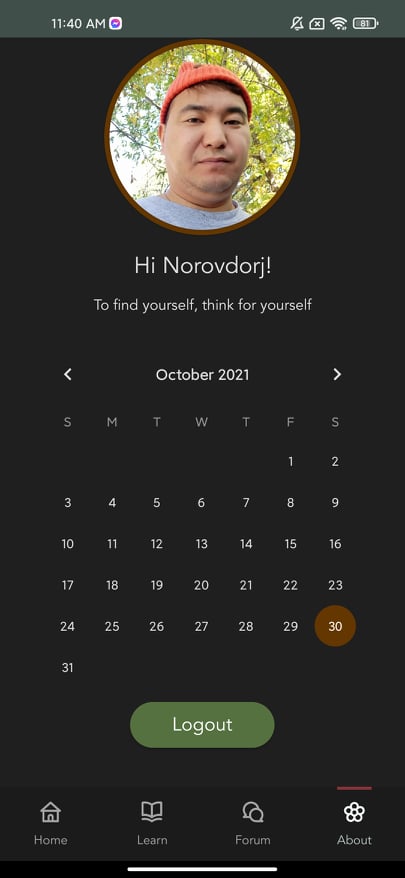 11:40 AM
81
Hi Norovdorj!
To find yourself, think for yourself
October 2021
S M T W T F S
1 2
3 4 5 6 7 8 9
10 11 12 13 14 15 16
17 18 19 20 21 22 23
24 25 26 27 28 29 30
31
Logout
Home Learn Forum About